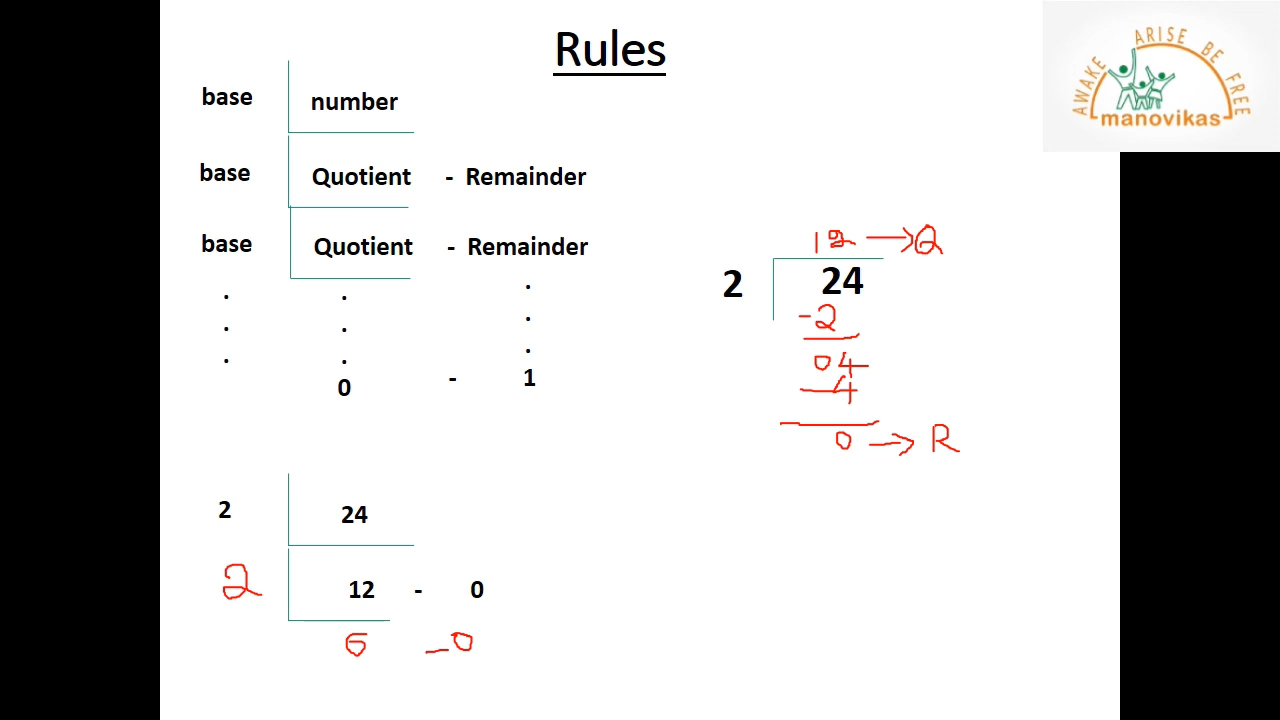 Rules
AWAKE ARISE BE FREE
manovikas
base number
base Quotient - Remainder
base Quotient - Remainder
. . .
. . .
. . .
0 - 1
12 → Q
2 24
-2
04
-4
0 → R
2 24
2 12 - 0
6 - 0